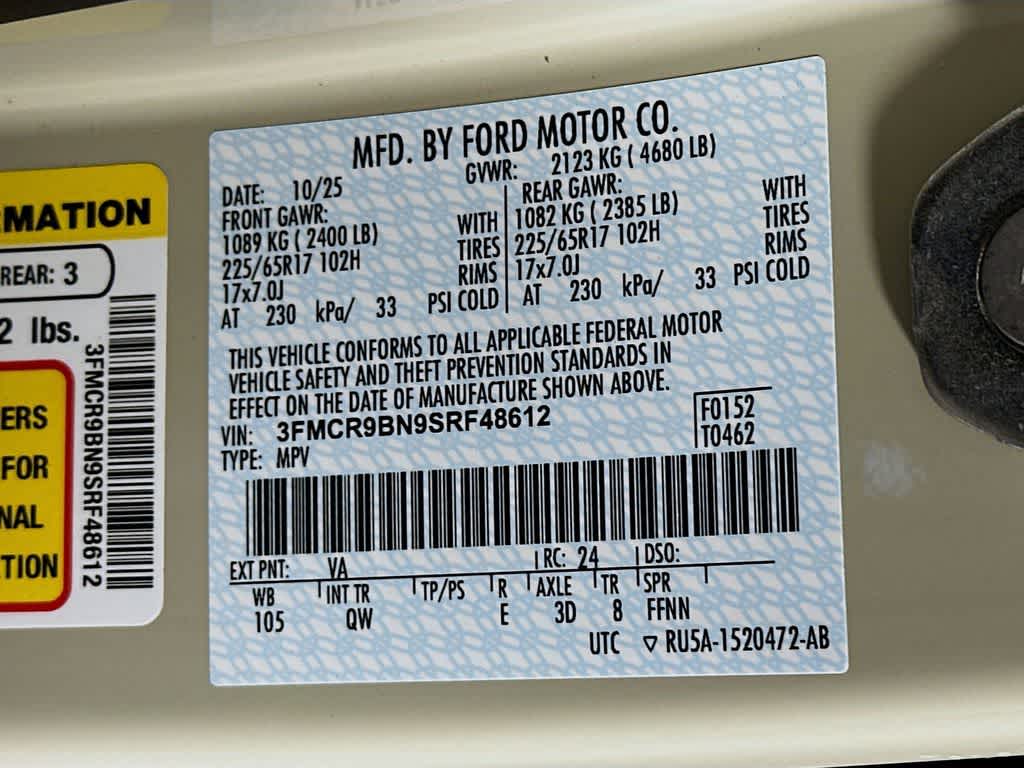 MFD. BY FORD MOTOR CO.
DATE: 10/25 GVWR: 2123 KG ( 4680 LB)
FRONT GAWR: REAR GAWR:
1089 KG ( 2400 LB) WITH 1082 KG ( 2385 LB) WITH
225/65R17 102H TIRES 225/65R17 102H TIRES
17x7.0J RIMS 17x7.0J RIMS
AT 230 kPa/ 33 PSI COLD AT 230 kPa/ 33 PSI COLD
THIS VEHICLE CONFORMS TO ALL APPLICABLE FEDERAL MOTOR
VEHICLE SAFETY AND THEFT PREVENTION STANDARDS IN
EFFECT ON THE DATE OF MANUFACTURE SHOWN ABOVE.
VIN: 3FMCR9BN9SRF48612 F0152
TYPE: MPV T0462
EXT PNT: VA RC: 24 DSO:
WB INT TR TP/PS R AXLE TR SPR
105 QW E 3D 8 FFNN
UTC ▽ RU5A-1520472-AB
MATION
REAR: 3
2 lbs.
3FMCR9BN9SRF48612
ERS
FOR
NAL
TION